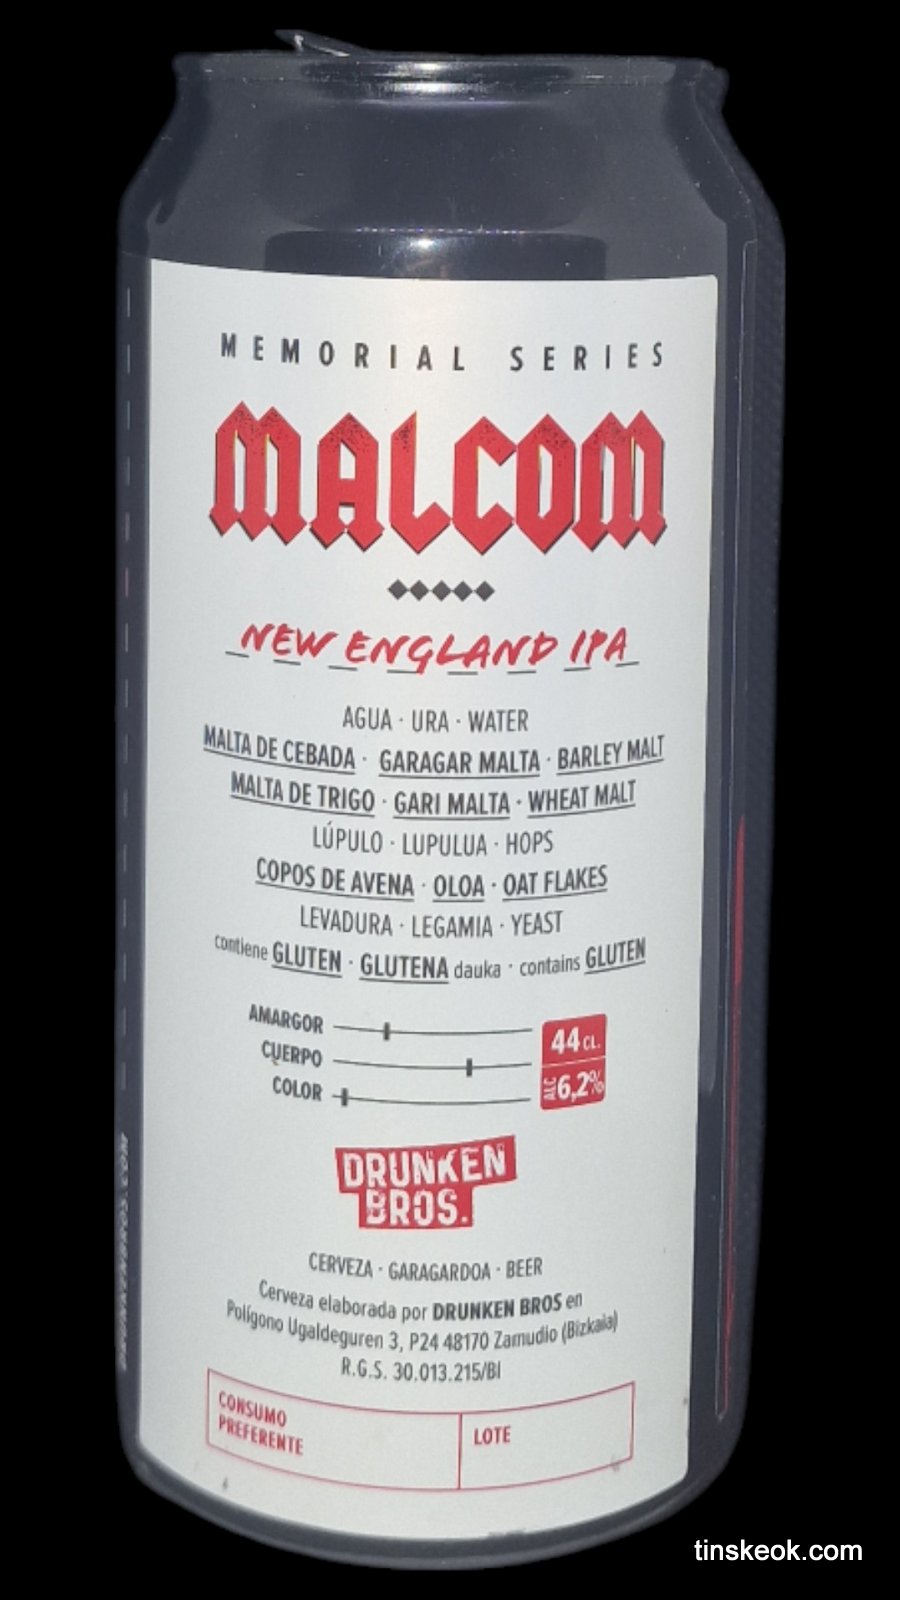 MEMORIAL SERIES
MALCOM
NEW ENGLAND IPA
AGUA · URA · WATER
MALTA DE CEBADA · GARAGAR MALTA · BARLEY MALT
MALTA DE TRIGO · GARI MALTA · WHEAT MALT
LÚPULO · LUPULUA · HOPS
COPOS DE AVENA · OLOA · OAT FLAKES
LEVADURA · LEGAMIA · YEAST
contiene GLUTEN · GLUTENA dauka · contains GLUTEN
AMARGOR
CUERPO
COLOR
44 CL.
ALC 6,2%
DRUNKEN
BROS.
CERVEZA · GARAGARDOA · BEER
Cerveza elaborada por DRUNKEN BROS en
Polígono Ugaldeguren 3, P24 48170 Zamudio (Bizkaia)
R.G.S. 30.013.215/BI
CONSUMO
PREFERENTE
LOTE
tinskeok.com